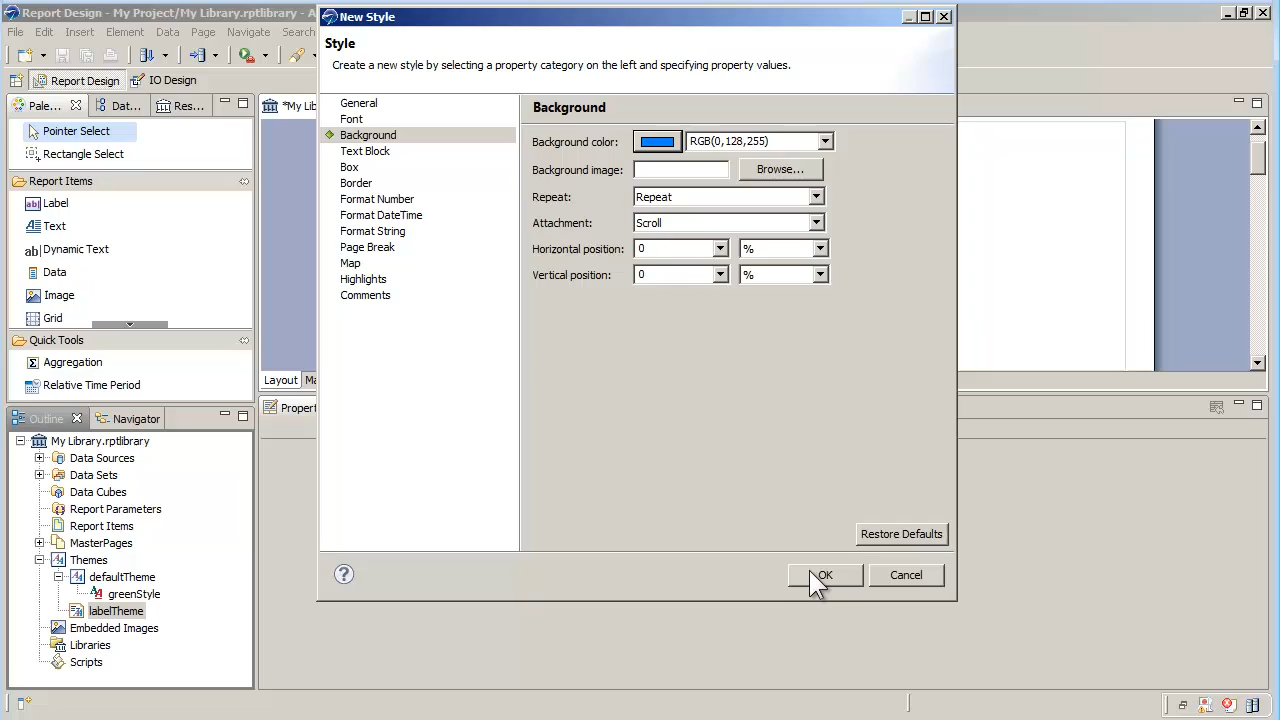 Report Design - My Project/My Library.rptlibrary - A
New Style
File Edit Insert Element Data Page Navigate Search
Style
Create a new style by selecting a property category on the left and specifying property values.
Report Design
IO Design
Pale...
Dat...
Res...
*My Lib
Pointer Select
Rectangle Select
Report Items
Label
Text
Dynamic Text
Data
Image
Grid
Quick Tools
Aggregation
Relative Time Period
Layout
Ma
General
Font
Background
Text Block
Box
Border
Format Number
Format DateTime
Format String
Page Break
Map
Highlights
Comments
Background
Background color: RGB(0,128,255)
Background image: Browse...
Repeat: Repeat
Attachment: Scroll
Horizontal position: 0 %
Vertical position: 0 %
Restore Defaults
OK
Cancel
Outline
Navigator
Propert
My Library.rptlibrary
Data Sources
Data Sets
Data Cubes
Report Parameters
Report Items
MasterPages
Themes
defaultTheme
greenStyle
labelTheme
Embedded Images
Libraries
Scripts